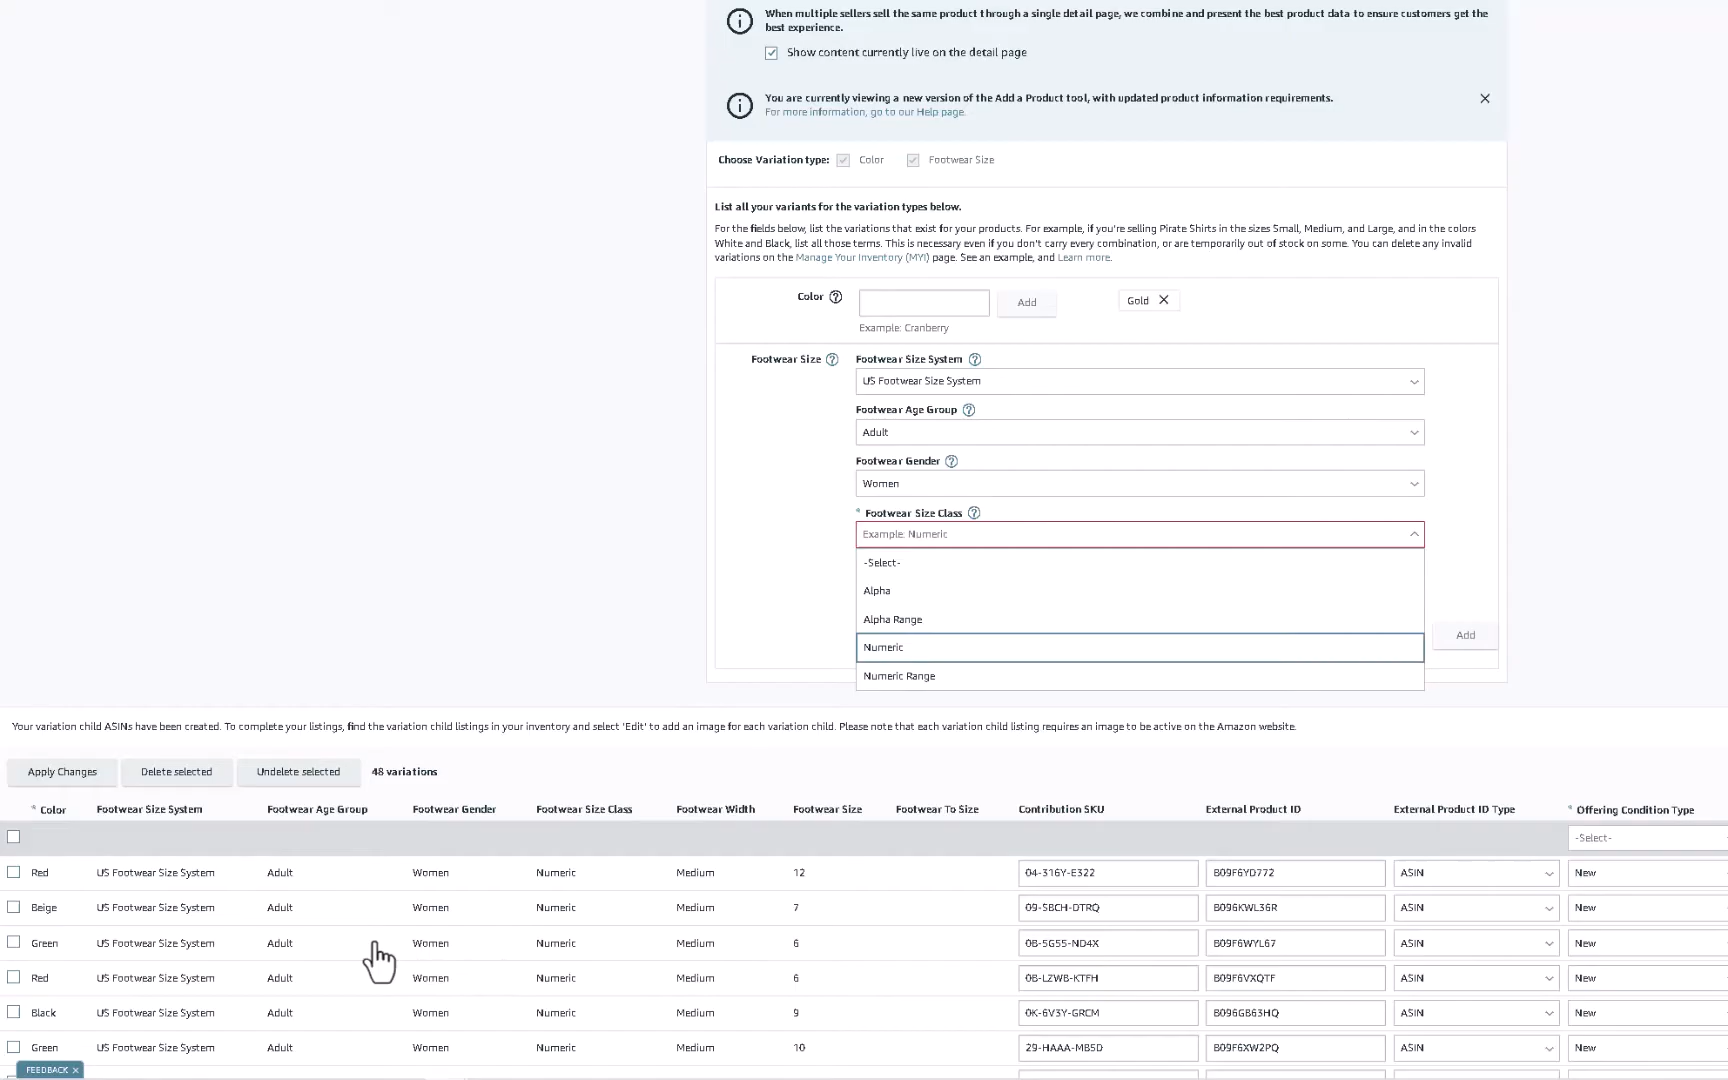 When multiple sellers sell the same product through a single detail page, we combine and present the best product data to ensure customers get the
best experience.
Show content currently live on the detail page
You are currently viewing a new version of the Add a Product tool, with updated product information requirements.
For more information, go to our Help page.
Choose Variation type: Color Footwear Size
List all your variants for the variation types below.
For the fields below, list the variations that exist for your products. For example, if you're selling Pirate Shirts in the sizes Small, Medium, and Large, and in the colors
White and Black, list all those terms. This is necessary even if you don't carry every combination, or are temporarily out of stock on some. You can delete any invalid
variations on the Manage Your Inventory (MYI) page. See an example, and Learn more.
Color ? Add Gold X
Example: Cranberry
Footwear Size ? Footwear Size System ?
US Footwear Size System
Footwear Age Group ?
Adult
Footwear Gender ?
Women
* Footwear Size Class ?
Example: Numeric
-Select-
Alpha
Alpha Range
Add
Numeric
Numeric Range
Your variation child ASINs have been created. To complete your listings, find the variation child listings in your inventory and select 'Edit' to add an image for each variation child. Please note that each variation child listing requires an image to be active on the Amazon website.
Apply Changes Delete selected Undelete selected 48 variations
* Color Footwear Size System Footwear Age Group Footwear Gender Footwear Size Class Footwear Width Footwear Size Footwear To Size Contribution SKU External Product ID External Product ID Type * Offering Condition Type
-Select-
Red US Footwear Size System Adult Women Numeric Medium 12 04-316Y-E322 B09F6YD772 ASIN New
Beige US Footwear Size System Adult Women Numeric Medium 7 09-SBCH-DTRQ B096KWL36R ASIN New
Green US Footwear Size System Adult Women Numeric Medium 6 0B-5G55-ND4X B09F6WYL67 ASIN New
Red US Footwear Size System Adult Women Numeric Medium 6 0B-LZWB-KTFH B09F6VXQTF ASIN New
Black US Footwear Size System Adult Women Numeric Medium 9 0K-6V3Y-GRCM B096GB63HQ ASIN New
Green US Footwear Size System Adult Women Numeric Medium 10 29-HAAA-MB5D B09F6XW2PQ ASIN New
FEEDBACK X